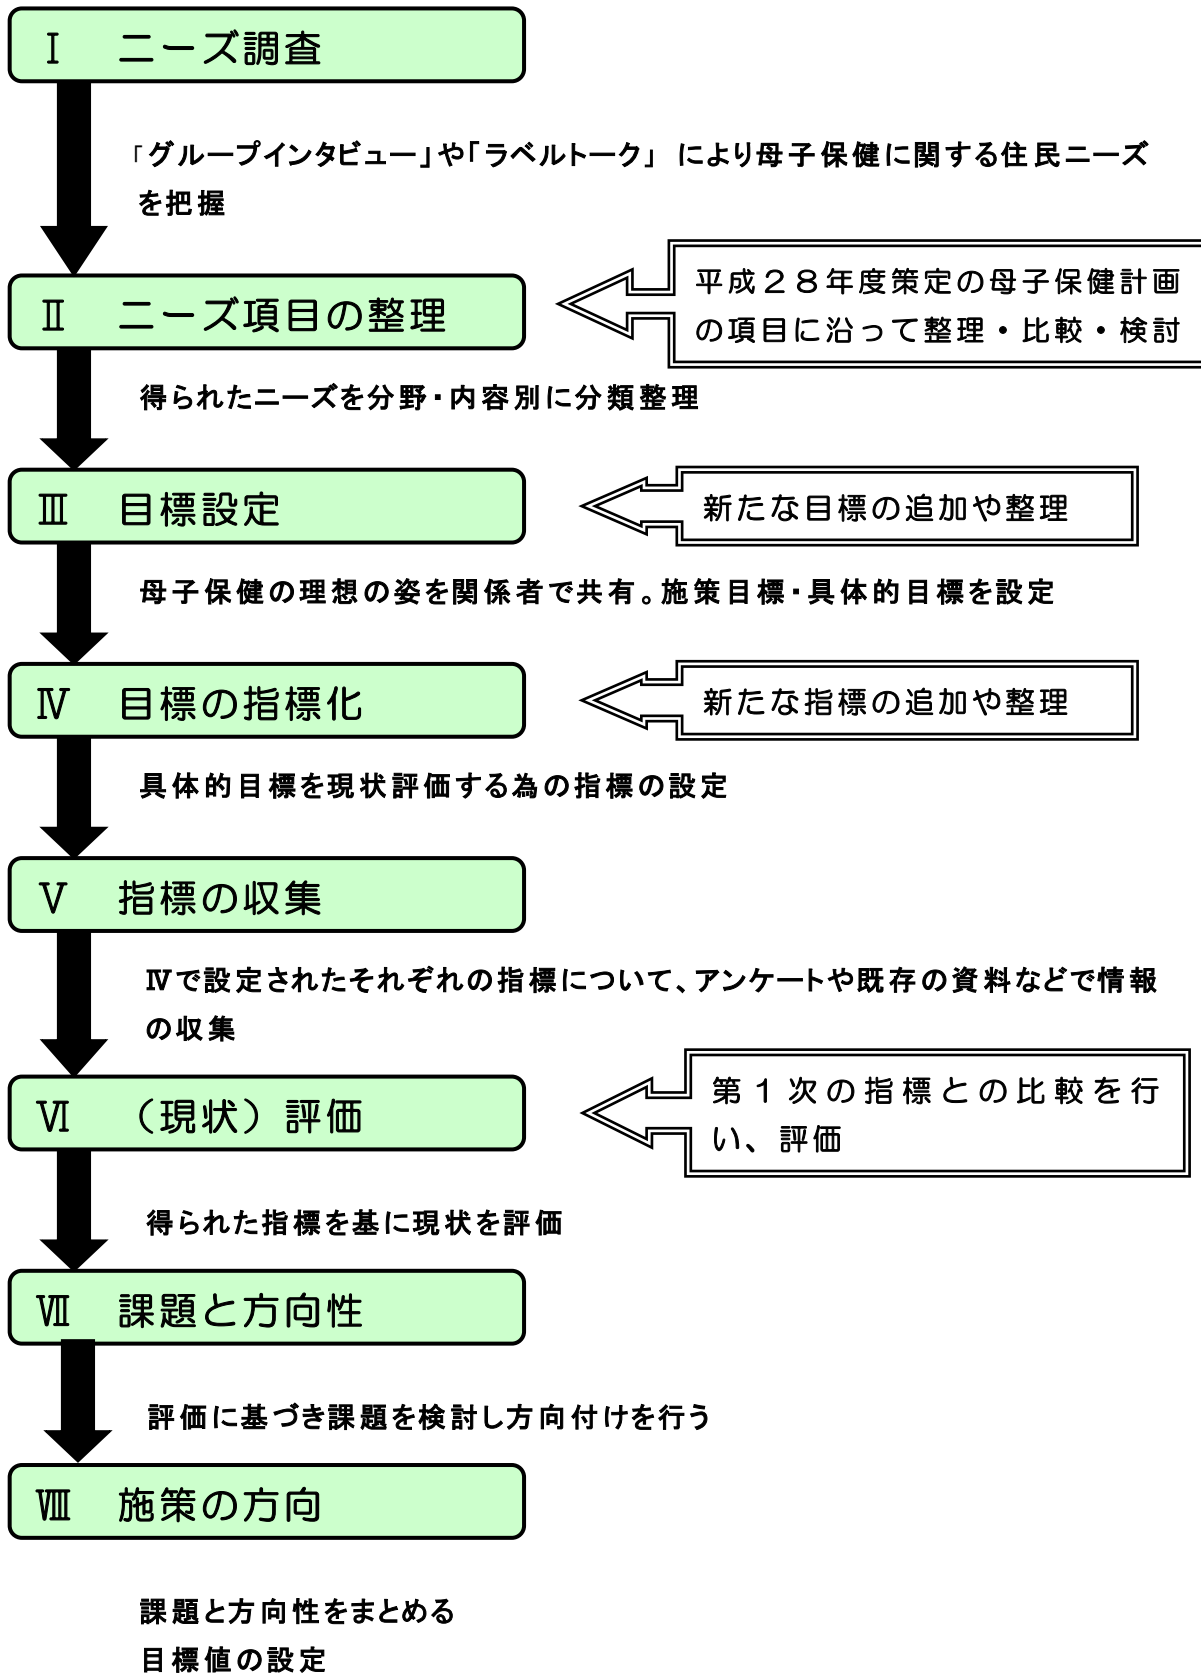 Ⅰ　ニーズ調査
「グループインタビュー」や「ラベルトーク」により母子保健に関する住民ニーズ
を把握
平成２８年度策定の母子保健計画
の項目に沿って整理・比較・検討
Ⅱ　ニーズ項目の整理
得られたニーズを分野・内容別に分類整理
Ⅲ　目標設定
新たな目標の追加や整理
母子保健の理想の姿を関係者で共有。施策目標・具体的目標を設定
Ⅳ　目標の指標化
新たな指標の追加や整理
具体的目標を現状評価する為の指標の設定
Ⅴ　指標の収集
Ⅳで設定されたそれぞれの指標について、アンケートや既存の資料などで情報
の収集
第１次の指標との比較を行
い、評価
Ⅵ　（現状）評価
得られた指標を基に現状を評価
Ⅶ　課題と方向性
評価に基づき課題を検討し方向付けを行う
Ⅷ　施策の方向
課題と方向性をまとめる
目標値の設定